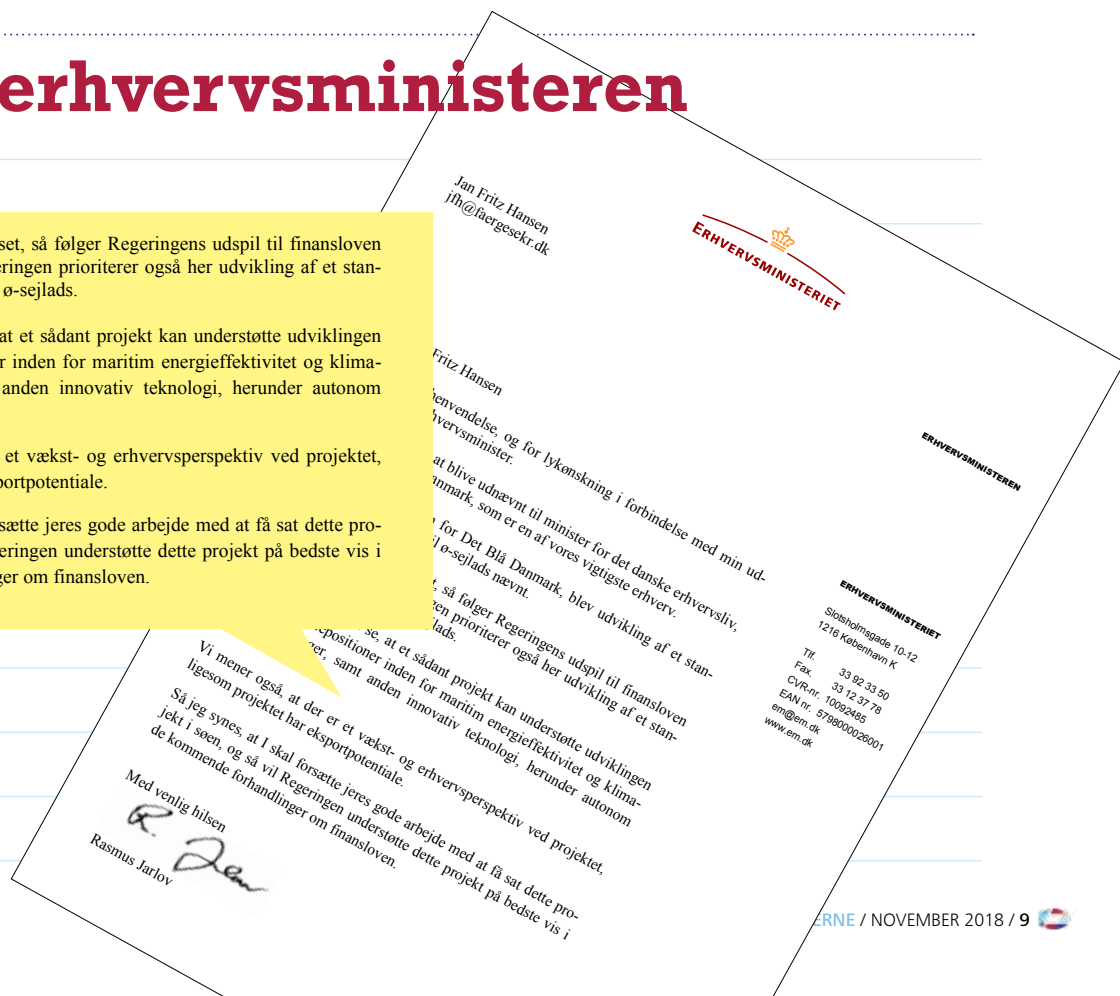 erhvervsministeren
set, så følger Regeringens udspil til finansloven
eringen prioriterer også her udvikling af et stan-
ø-sejlads.
at et sådant projekt kan understøtte udviklingen
r inden for maritim energieffektivitet og klima-
anden innovativ teknologi, herunder autonom
et vækst- og erhvervsperspektiv ved projektet,
portpotentiale.
sætte jeres gode arbejde med at få sat dette pro-
eringen understøtte dette projekt på bedste vis i
ger om finansloven.
Jan Fritz Hansen
jfh@faergesekr.dk
ERHVERVSMINISTERIET
Fritz Hansen
henvendelse, og for lykønskning i forbindelse med min ud-
hvervsminister.
at blive udnævnt til minister for det danske erhvervsliv,
anmark, som er en af vores vigtigste erhverv.
n for Det Blå Danmark, blev udvikling af et stan-
il ø-sejlads nævnt.
t, så følger Regeringens udspil til finansloven
gen prioriterer også her udvikling af et stan-
jlads.
se, at et sådant projekt kan understøtte udviklingen
epositioner inden for maritim energieffektivitet og klima-
ger, samt anden innovativ teknologi, herunder autonom
Vi mener også, at der er et vækst- og erhvervsperspektiv ved projektet,
ligesom projektet har eksportpotentiale.
Så jeg synes, at I skal forsætte jeres gode arbejde med at få sat dette pro-
jekt i søen, og så vil Regeringen understøtte dette projekt på bedste vis i
de kommende forhandlinger om finansloven.
Med venlig hilsen
Rasmus Jarlov
ERHVERVSMINISTEREN
ERHVERVSMINISTERIET
Slotsholmsgade 10-12
1216 København K
Tlf. 33 92 33 50
Fax. 33 12 37 78
CVR-nr. 10092485
EAN nr. 5798000026001
em@em.dk
www.em.dk
ERNE / NOVEMBER 2018 / 9